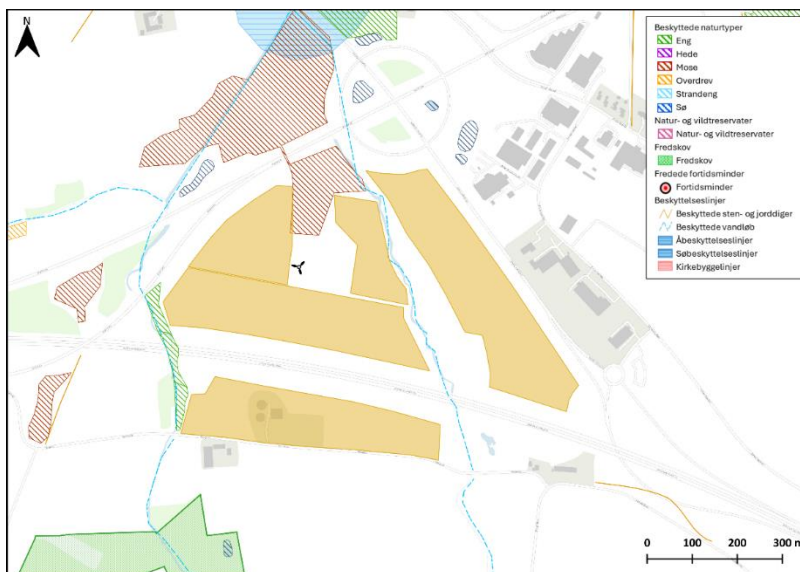 N
Beskyttede naturtyper
Eng
Hede
Mose
Overdrev
Strandeng
Sø
Natur- og vildtreservater
Natur- og vildtreservater
Fredskov
Fredskov
Fredede fortidsminder
Fortidsminder
Beskyttelseslinjer
Beskyttede sten- og jorddiger
Beskyttede vandløb
Åbeskyttelseslinjer
Søbeskyttelseslinjer
Kirkebyggelinjer
0 100 200 300 m